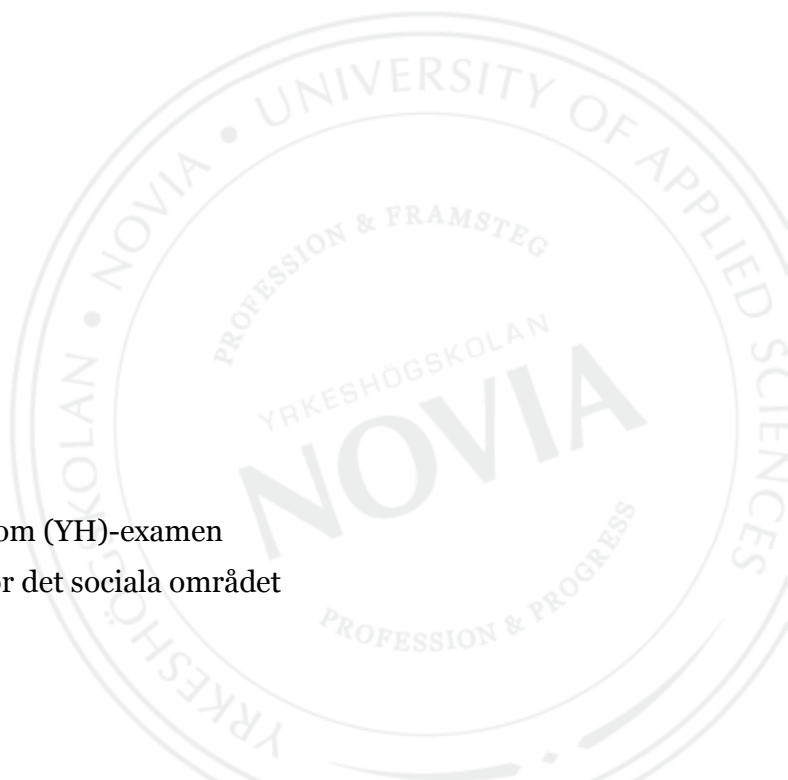 YRKESHÖGSKOLAN • NOVIA • UNIVERSITY OF APPLIED SCIENCES
PROFESSION & FRAMSTEG
YRKESHÖGSKOLAN
NOVIA
PROFESSION & PROGRESS
om (YH)-examen
r det sociala området